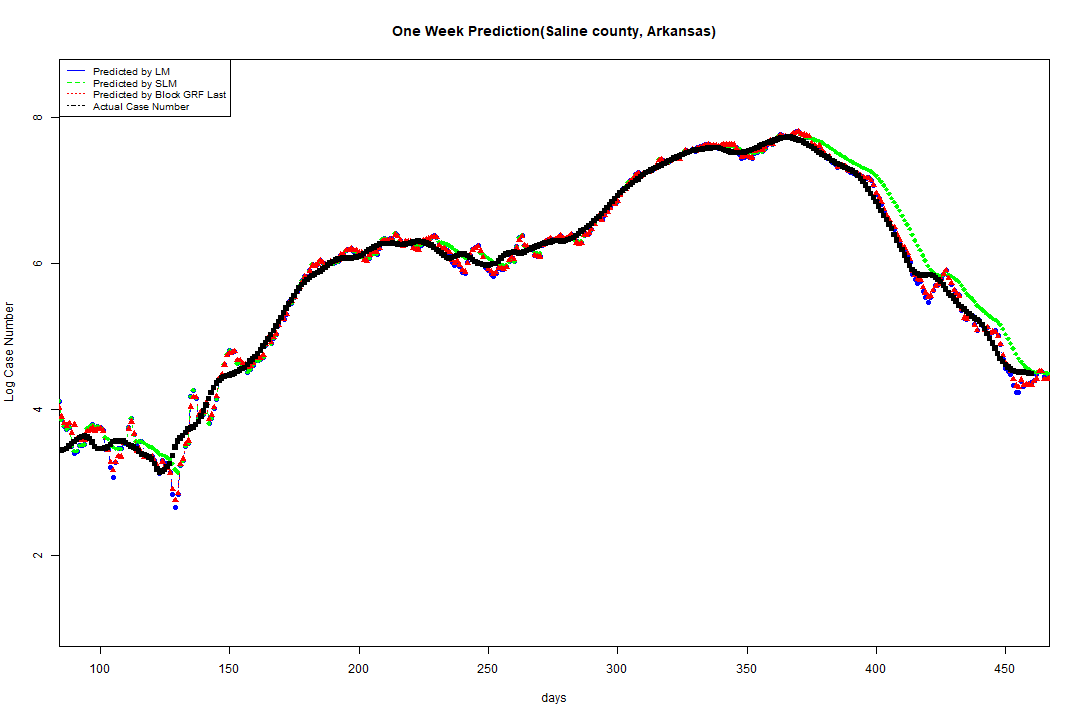 One Week Prediction(Saline county, Arkansas)
Predicted by LM
Predicted by SLM
Predicted by Block GRF Last
Actual Case Number
8
6
4
2
Log Case Number
100 150 200 250 300 350 400 450
days